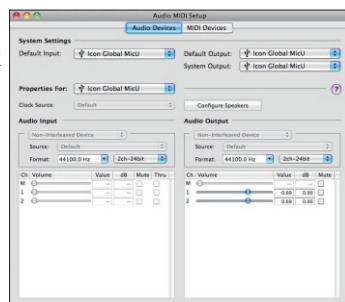 Audio MIDI Setup
Audio Devices MIDI Devices
System Settings
Default Input: Icon Global MicU Default Output: Icon Global MicU
System Output: Icon Global MicU
Properties For: Icon Global MicU ?
Clock Source: Default Configure Speakers
Audio Input Audio Output
Non-Interleaved Device Non-Interleaved Device
Source: Default Source: Default
Format: 44100.0 Hz 2ch-24bit Format: 44100.0 Hz 2ch-24bit
Ch Volume Value dB Mute Thru Ch Volume Value dB Mute
M -- -- M -- --
1 -- -- 1 0.69 0.69
2 -- -- 2 0.69 0.69